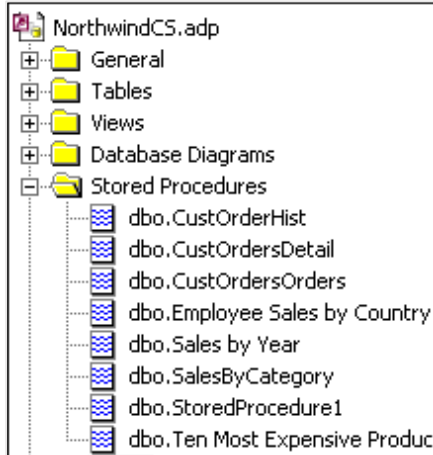 NorthwindCS.adp
General
Tables
Views
Database Diagrams
Stored Procedures
dbo.CustOrderHist
dbo.CustOrdersDetail
dbo.CustOrdersOrders
dbo.Employee Sales by Country
dbo.Sales by Year
dbo.SalesByCategory
dbo.StoredProcedure1
dbo.Ten Most Expensive Produc